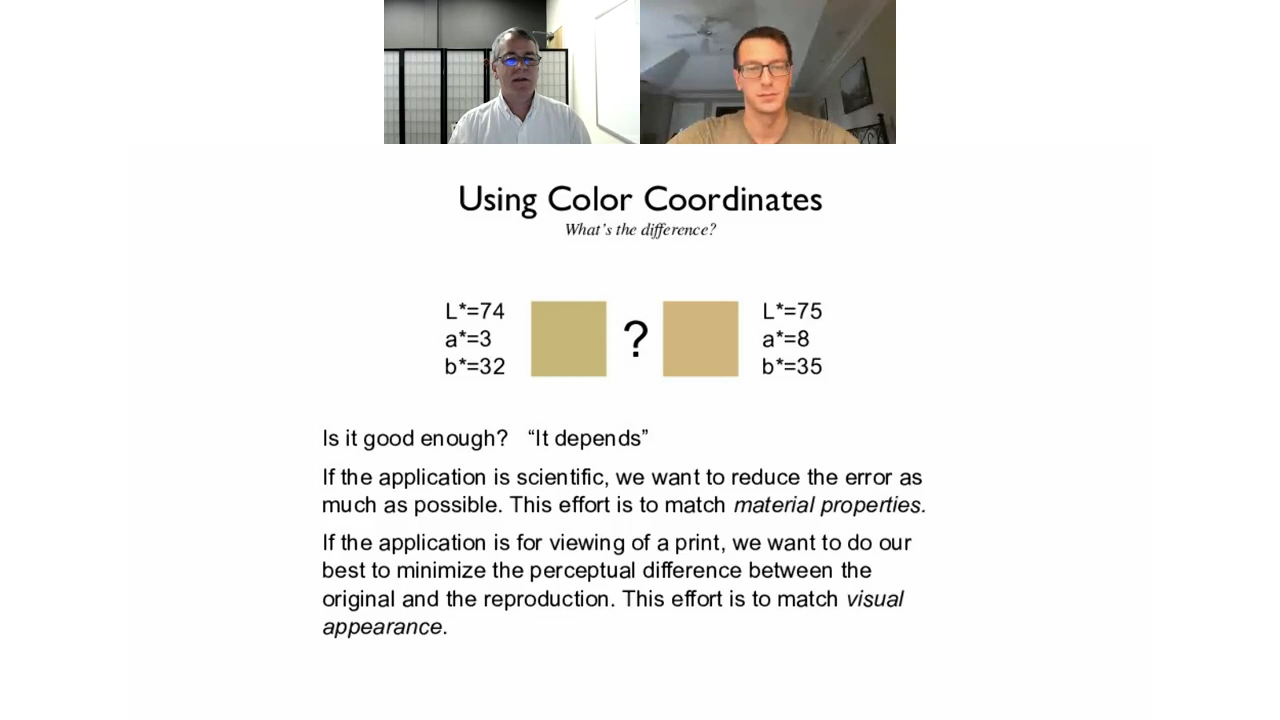 Using Color Coordinates
What's the difference?
L*=74
a*=3
b*=32
?
L*=75
a*=8
b*=35
Is it good enough? “It depends”
If the application is scientific, we want to reduce the error as
much as possible. This effort is to match material properties.
If the application is for viewing of a print, we want to do our
best to minimize the perceptual difference between the
original and the reproduction. This effort is to match visual
appearance.